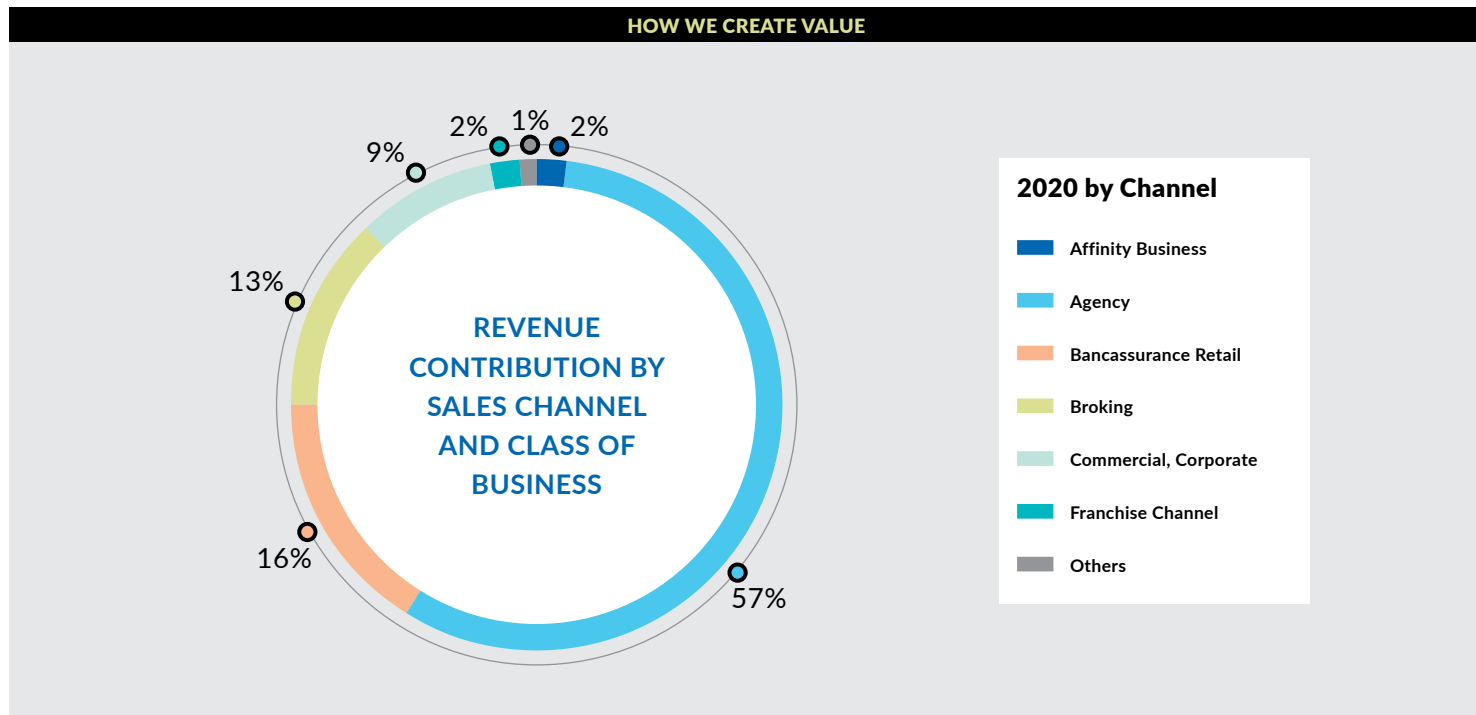 HOW WE CREATE VALUE
2%
1%
2%
9%
13%
16%
57%
REVENUE
CONTRIBUTION BY
SALES CHANNEL
AND CLASS OF
BUSINESS
2020 by Channel
Affinity Business
Agency
Bancassurance Retail
Broking
Commercial, Corporate
Franchise Channel
Others